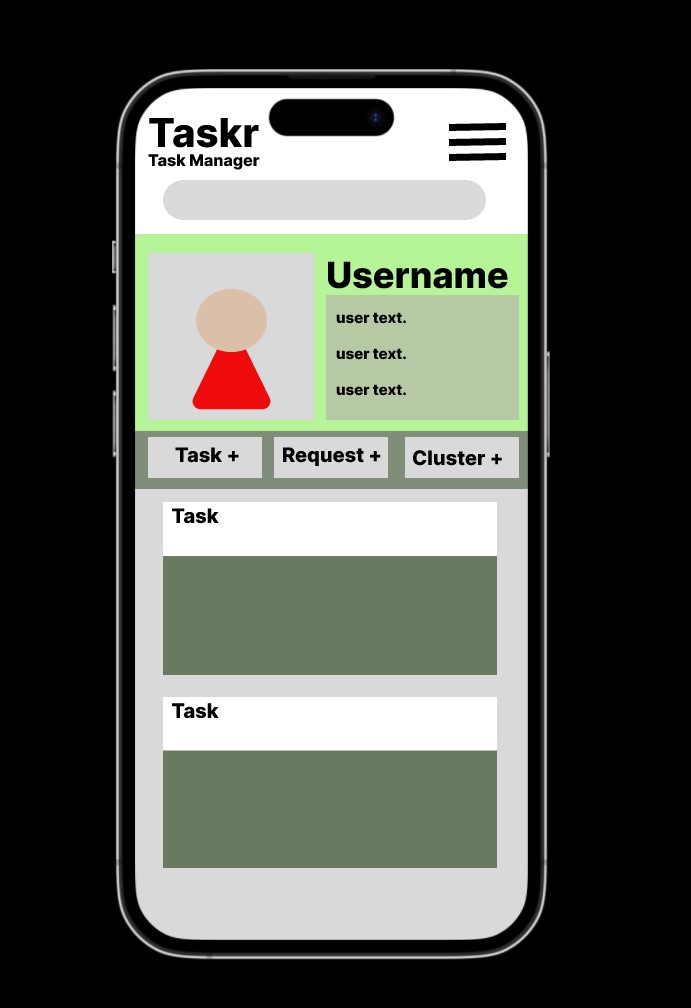 Taskr
Task Manager
Username
user text.
user text.
user text.
Task +
Request +
Cluster +
Task
Task